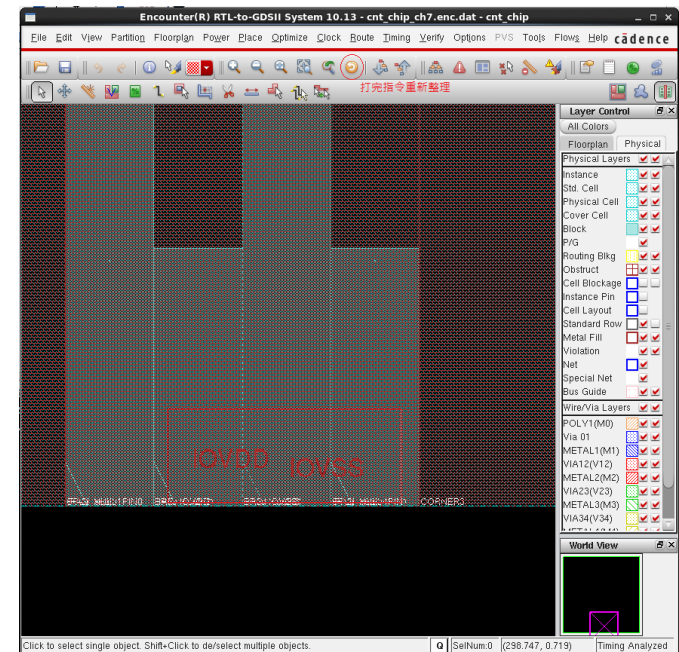 Encounter(R) RTL-to-GDSII System 10.13 - cnt_chip_ch7.enc.dat - cnt_chip
File Edit View Partition Floorplan Power Place Optimize Clock Route Timing Verify Options PVS Tools Flows Help cādence
打完指令重新整理
Layer Control
All Colors
Floorplan Physical
Physical Layers
Instance
Std. Cell
Physical Cell
Cover Cell
Block
P/G
Routing Blkg
Obstruct
Cell Blockage
Instance Pin
Cell Layout
Standard Row
Metal Fill
Violation
Net
Special Net
Bus Guide
Wire/Via Layers
POLY1(M0)
Via 01
METAL1(M1)
VIA12(V12)
METAL2(M2)
VIA23(V23)
METAL3(M3)
VIA34(V34)
IOVDD IOVSS
CORNER3
World View
Click to select single object. Shift+Click to de/select multiple objects. Q SelNum:0 (298.747, 0.719) Timing Analyzed